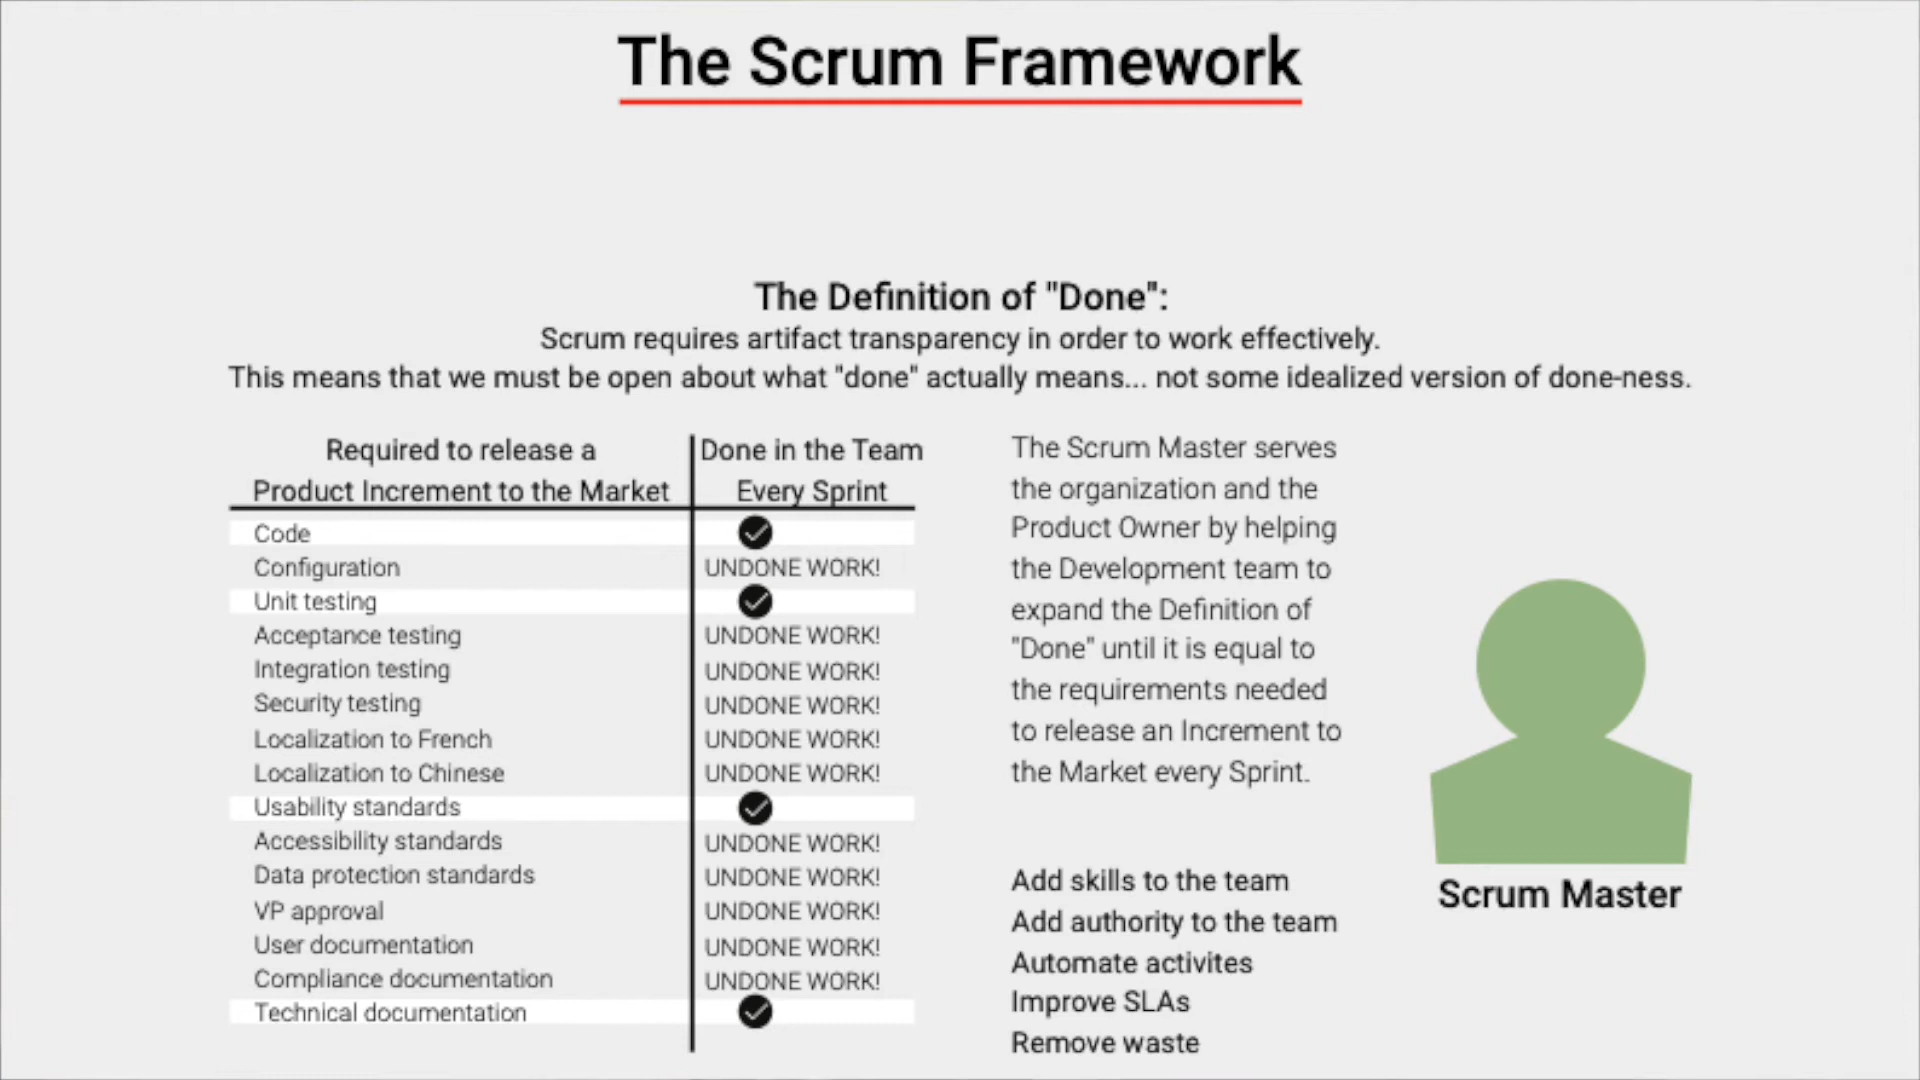 The Scrum Framework
The Definition of "Done":
Scrum requires artifact transparency in order to work effectively.
This means that we must be open about what "done" actually means... not some idealized version of done-ness.
Required to release a
Product Increment to the Market
Done in the Team
Every Sprint
Code
Configuration UNDONE WORK!
Unit testing
Acceptance testing UNDONE WORK!
Integration testing UNDONE WORK!
Security testing UNDONE WORK!
Localization to French UNDONE WORK!
Localization to Chinese UNDONE WORK!
Usability standards
Accessibility standards UNDONE WORK!
Data protection standards UNDONE WORK!
VP approval UNDONE WORK!
User documentation UNDONE WORK!
Compliance documentation UNDONE WORK!
Technical documentation
The Scrum Master serves
the organization and the
Product Owner by helping
the Development team to
expand the Definition of
"Done" until it is equal to
the requirements needed
to release an Increment to
the Market every Sprint.
Add skills to the team
Add authority to the team
Automate activites
Improve SLAs
Remove waste
Scrum Master